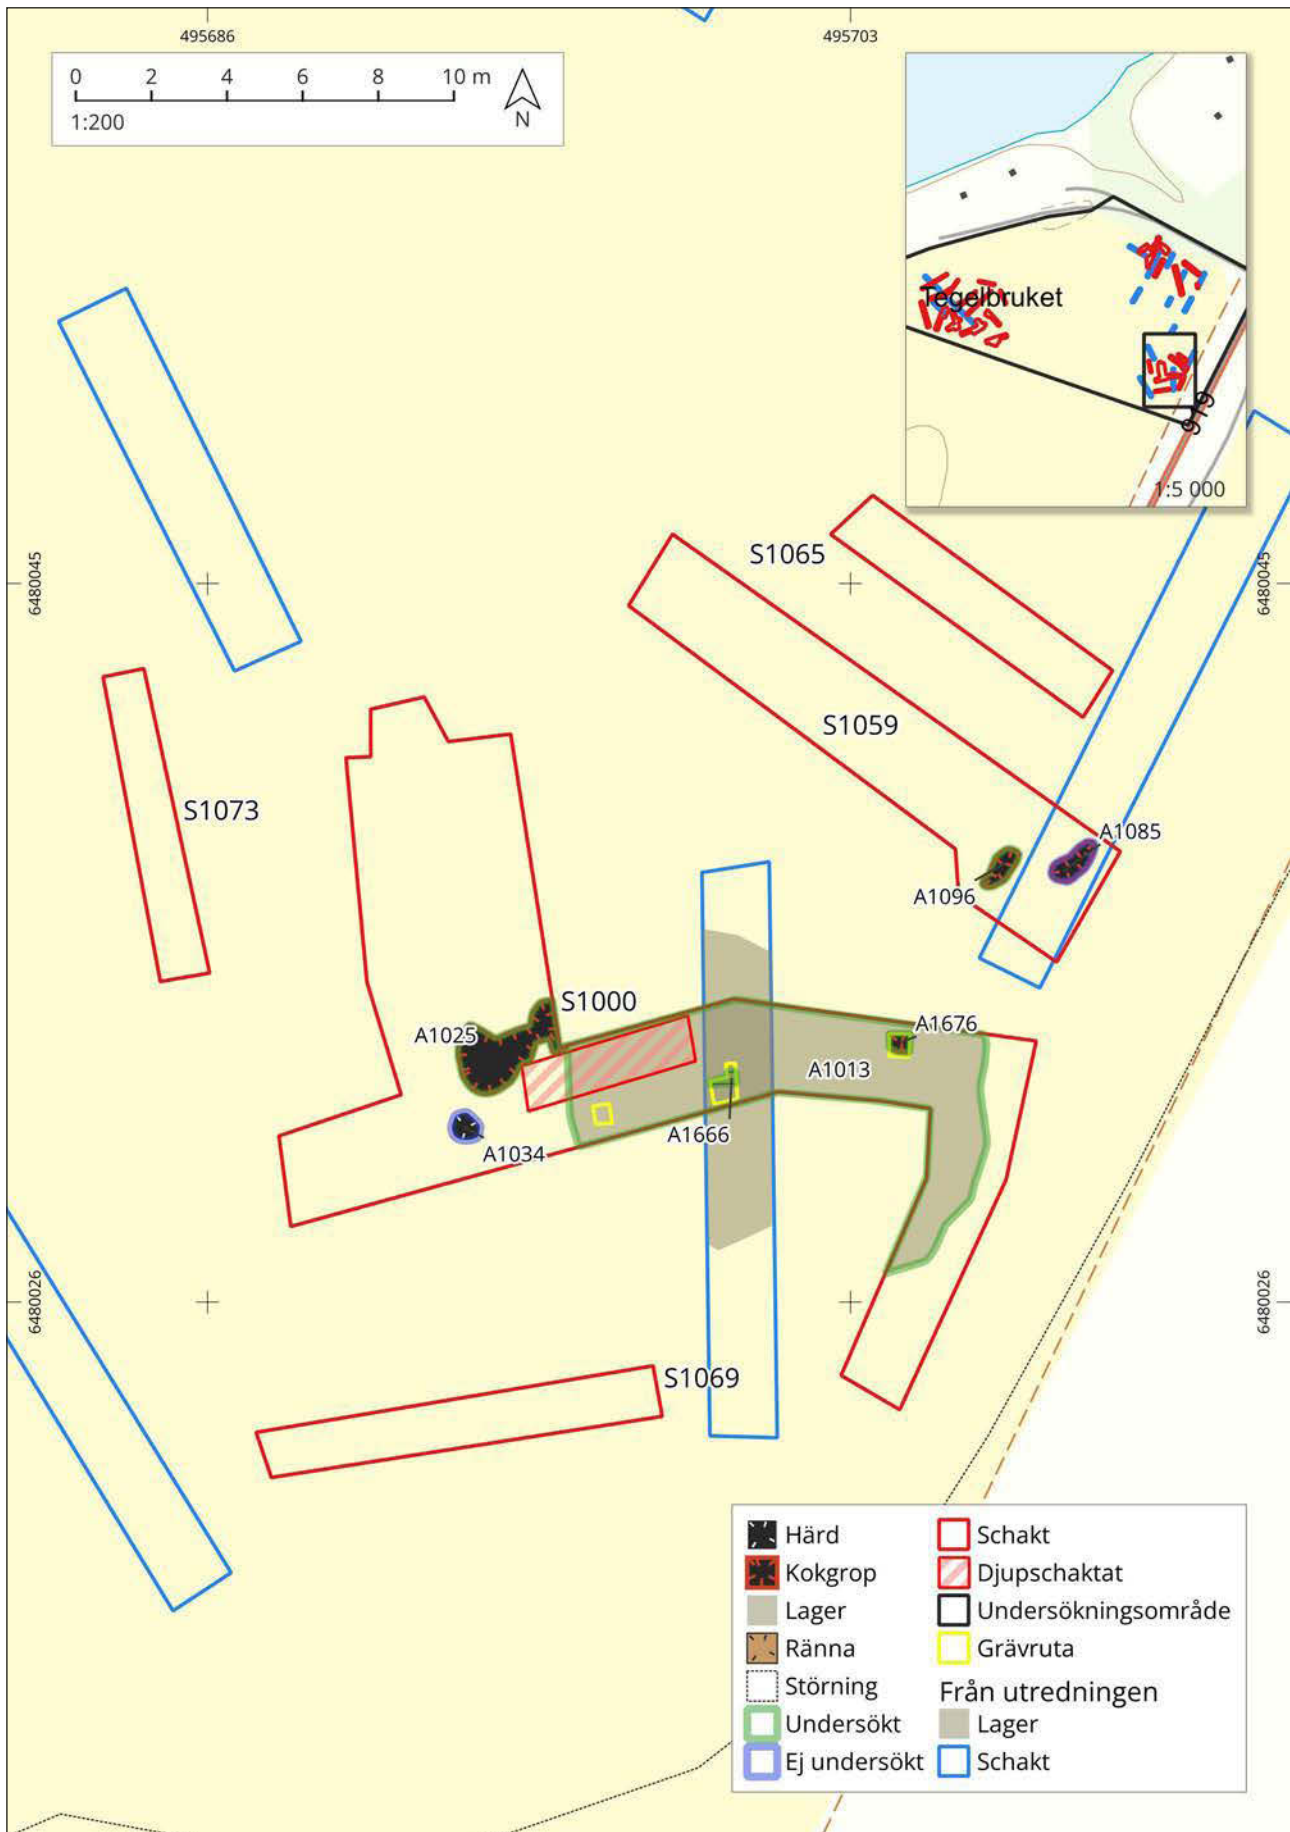 495686
495703
0 2 4 6 8 10 m
1:200
N
Tegelbruket
919
1:5 000
6480045
6480045
S1065
S1059
S1073
A1085
A1096
S1000
A1025
A1676
A1013
A1666
A1034
6480026
6480026
S1069
Härd
Kokgrop
Lager
Ränna
Störning
Undersökt
Ej undersökt
Schakt
Djupschaktat
Undersökningsområde
Grävruta
Från utredningen
Lager
Schakt